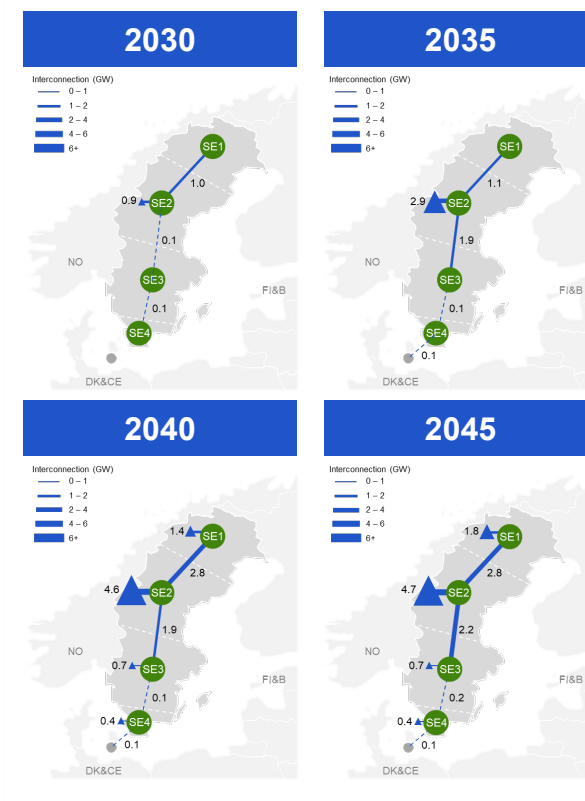 2030
Interconnection (GW)
0 – 1
1 – 2
2 – 4
4 – 6
6+
SE1
1.0
0.9
SE2
0.1
NO
SE3
0.1
SE4
DK&CE
2035
Interconnection (GW)
0 – 1
1 – 2
2 – 4
4 – 6
6+
SE1
1.1
2.9
SE2
1.9
NO
SE3
FI&B
0.1
SE4
0.1
DK&CE
2040
Interconnection (GW)
0 – 1
1 – 2
2 – 4
4 – 6
6+
1.4
SE1
2.8
4.6
SE2
1.9
NO
0.7
SE3
FI&B
0.1
0.4
SE4
0.1
DK&CE
2045
Interconnection (GW)
0 – 1
1 – 2
2 – 4
4 – 6
6+
1.8
SE1
2.8
4.7
SE2
2.2
NO
0.7
SE3
FI&B
0.2
0.4
SE4
0.1
DK&CE